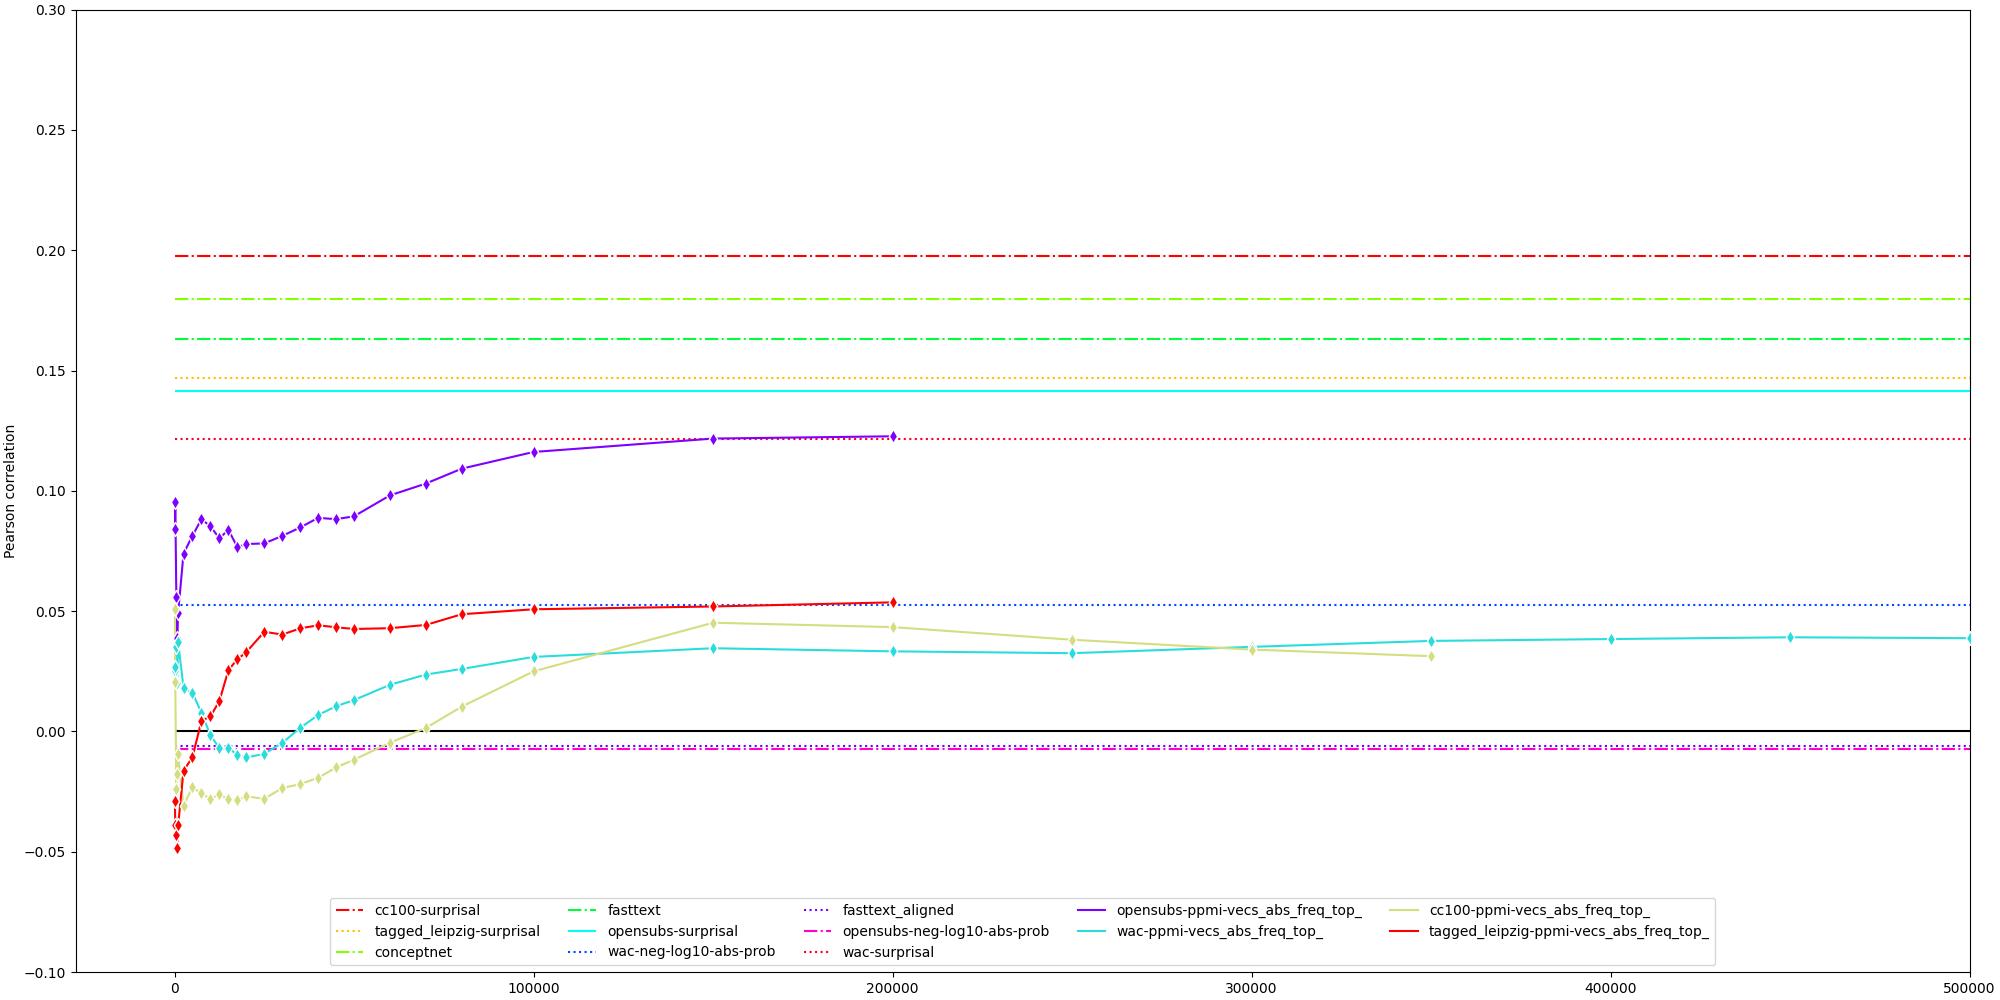 0.30
0.25
0.20
0.15
0.10
0.05
0.00
−0.05
−0.10
Pearson correlation
cc100-surprisal
tagged_leipzig-surprisal
conceptnet
fasttext
opensubs-surprisal
wac-neg-log10-abs-prob
fasttext_aligned
opensubs-neg-log10-abs-prob
wac-surprisal
opensubs-ppmi-vecs_abs_freq_top_
wac-ppmi-vecs_abs_freq_top_
cc100-ppmi-vecs_abs_freq_top_
tagged_leipzig-ppmi-vecs_abs_freq_top_
0 100000 200000 300000 400000 500000